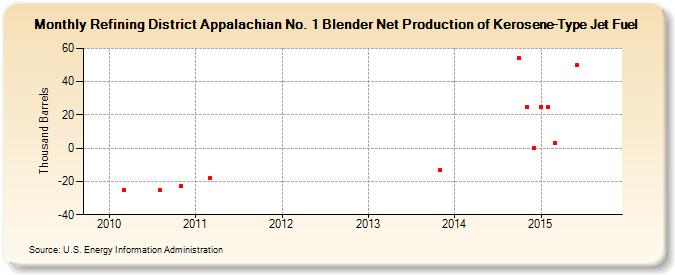 Monthly Refining District Appalachian No. 1 Blender Net Production of Kerosene-Type Jet Fuel
Thousand Barrels
60
40
20
0
-20
-40
2010 2011 2012 2013 2014 2015
Source: U.S. Energy Information Administration